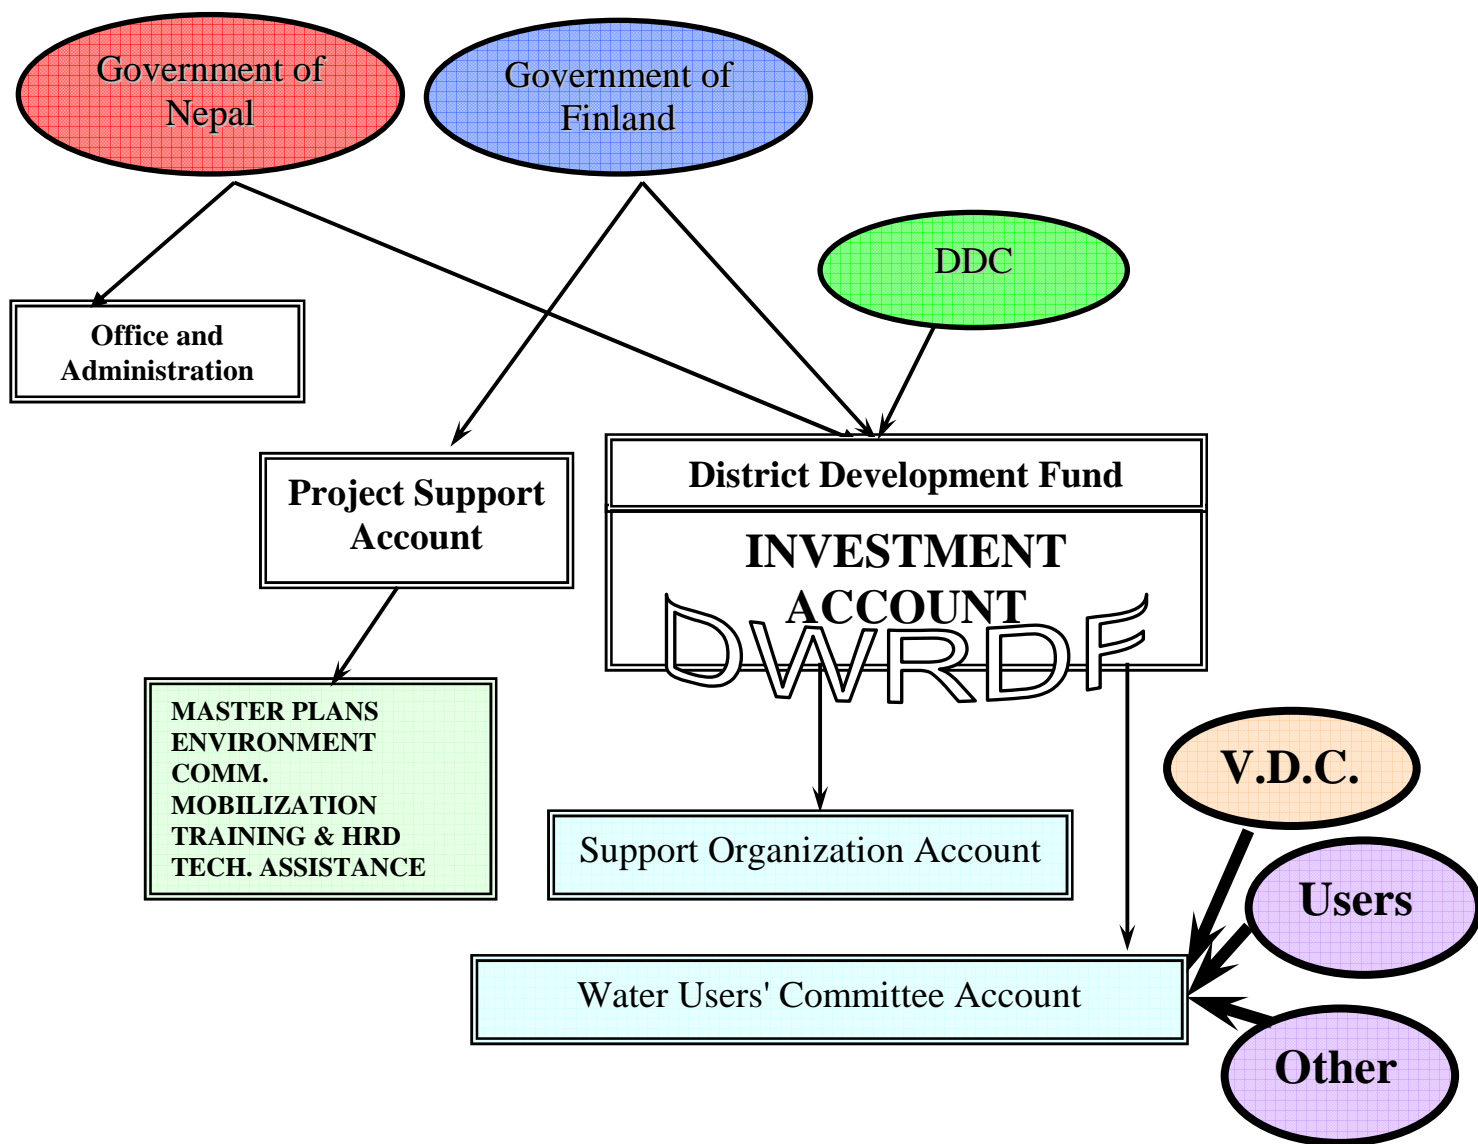 Government of
Nepal
Government of
Finland
DDC
Office and
Administration
Project Support
Account
District Development Fund
INVESTMENT
ACCOUNT
DWRDF
MASTER PLANS
ENVIRONMENT
COMM.
MOBILIZATION
TRAINING & HRD
TECH. ASSISTANCE
V.D.C.
Support Organization Account
Users
Water Users' Committee Account
Other